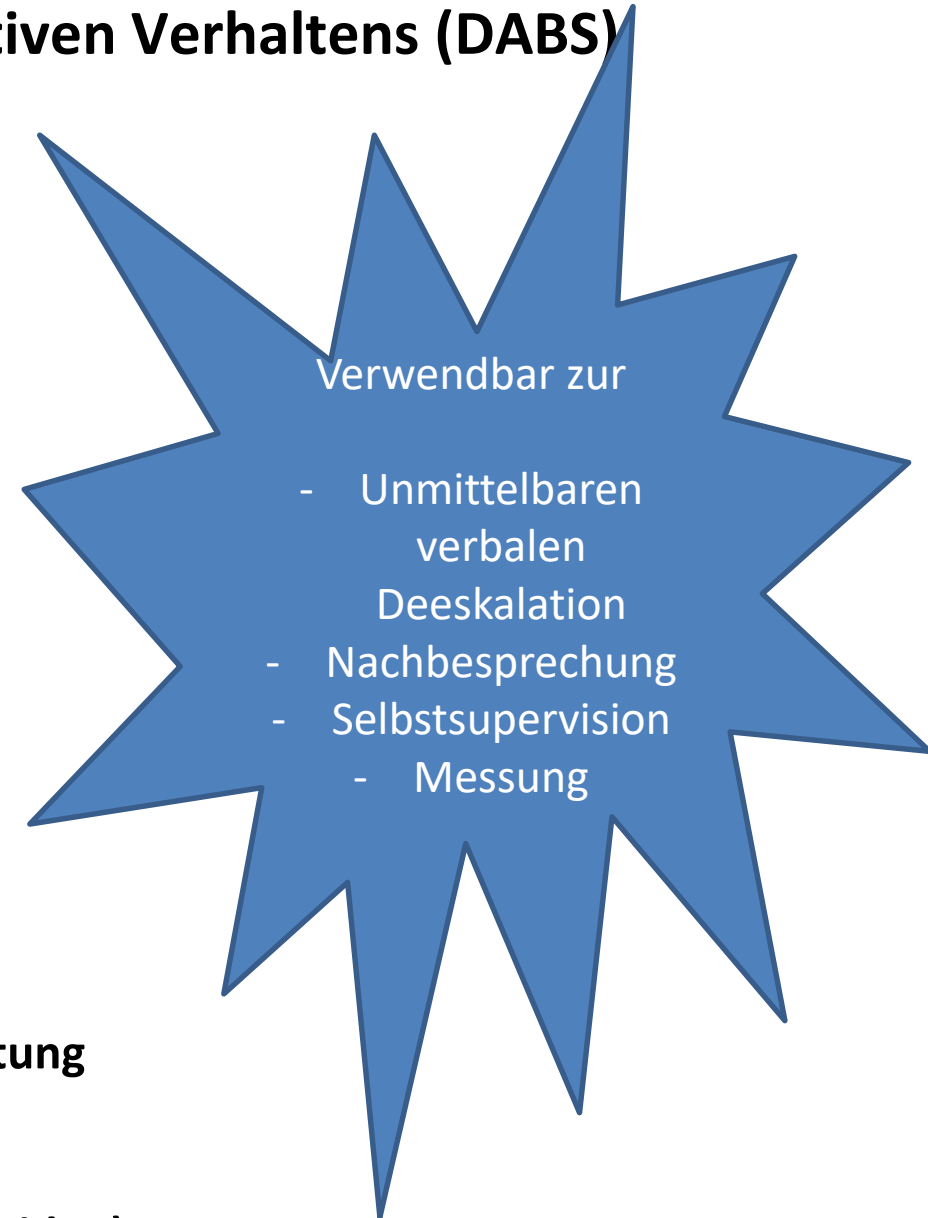 tiven Verhaltens (DABS)
Verwendbar zur
- Unmittelbaren
verbalen
Deeskalation
- Nachbesprechung
- Selbstsupervision
- Messung
tung